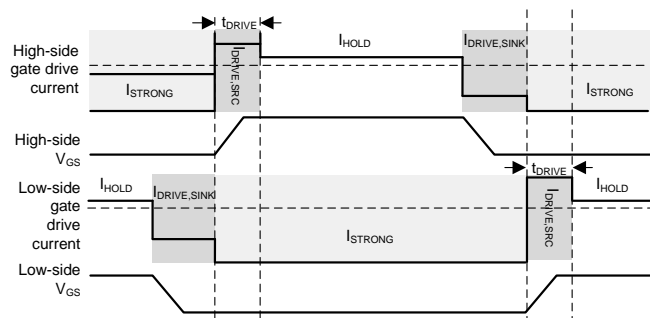 tDRIVE
High-side
gate drive
current
IDRIVE,SRC
IHOLD
IDRIVE,SINK
ISTRONG
ISTRONG
High-side
VGS
tDRIVE
Low-side
gate
drive
current
IHOLD
IDRIVE,SINK
ISTRONG
IDRIVE,SRC
IHOLD
Low-side
VGS